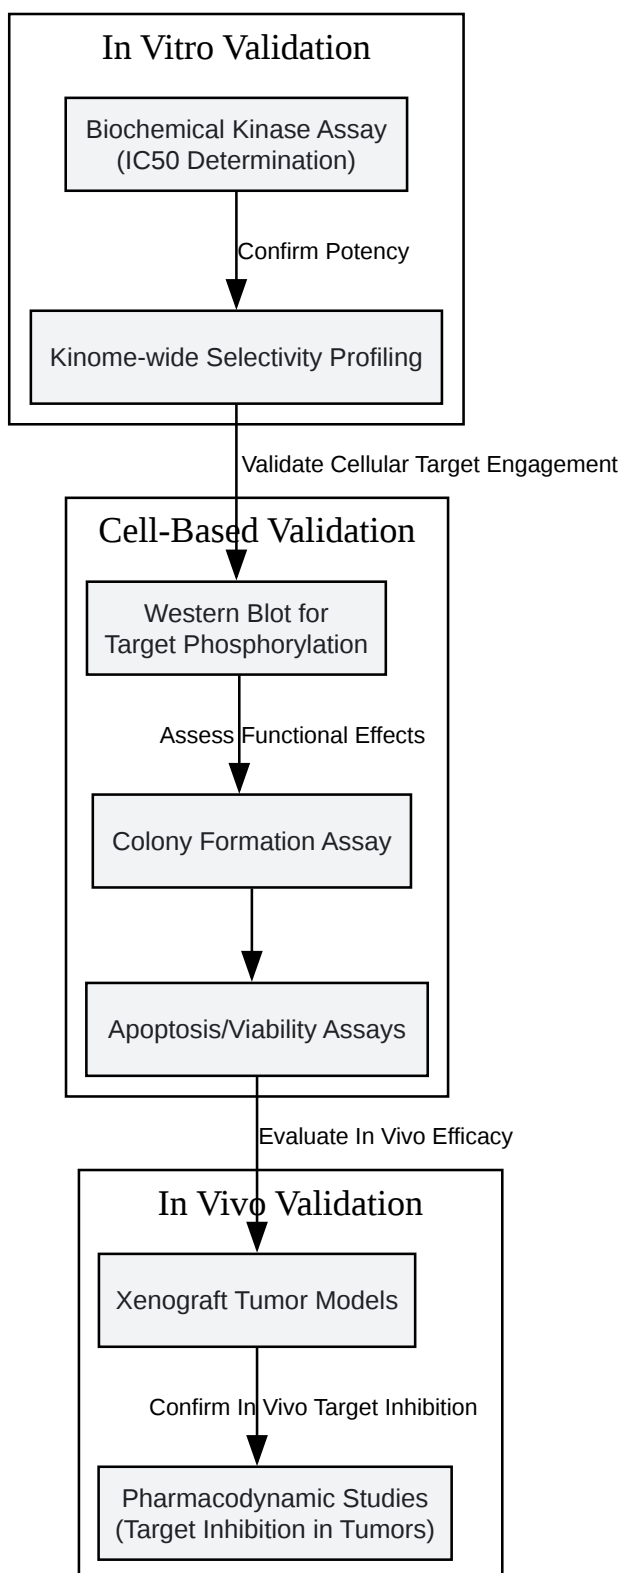 In Vitro Validation
Biochemical Kinase Assay
(IC50 Determination)
Confirm Potency
Kinome-wide Selectivity Profiling
Validate Cellular Target Engagement
Cell-Based Validation
Western Blot for
Target Phosphorylation
Assess Functional Effects
Colony Formation Assay
Apoptosis/Viability Assays
Evaluate In Vivo Efficacy
In Vivo Validation
Xenograft Tumor Models
Confirm In Vivo Target Inhibition
Pharmacodynamic Studies
(Target Inhibition in Tumors)